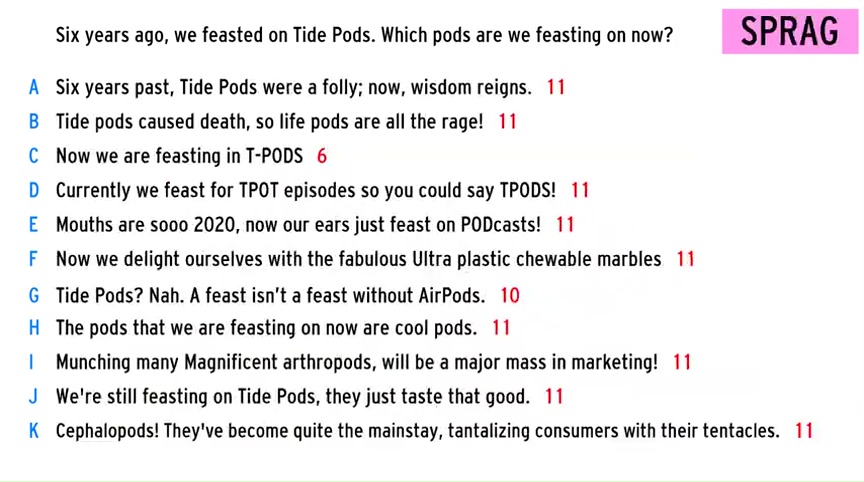 Six years ago, we feasted on Tide Pods. Which pods are we feasting on now?
SPRAG
A Six years past, Tide Pods were a folly; now, wisdom reigns. 11
B Tide pods caused death, so life pods are all the rage! 11
C Now we are feasting in T-PODS 6
D Currently we feast for TPOT episodes so you could say TPODS! 11
E Mouths are sooo 2020, now our ears just feast on PODcasts! 11
F Now we delight ourselves with the fabulous Ultra plastic chewable marbles 11
G Tide Pods? Nah. A feast isn't a feast without AirPods. 10
H The pods that we are feasting on now are cool pods. 11
I Munching many Magnificent arthropods, will be a major mass in marketing! 11
J We're still feasting on Tide Pods, they just taste that good. 11
K Cephalopods! They've become quite the mainstay, tantalizing consumers with their tentacles. 11